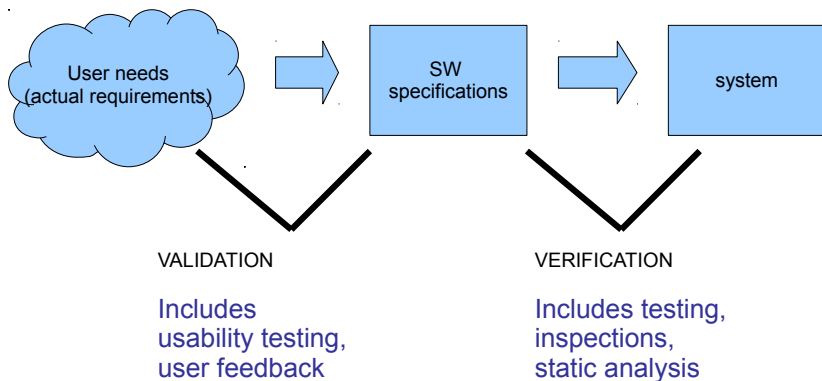 User needs
(actual requirements)
SW
specifications
system
VALIDATION
Includes
usability testing,
user feedback
VERIFICATION
Includes testing,
inspections,
static analysis